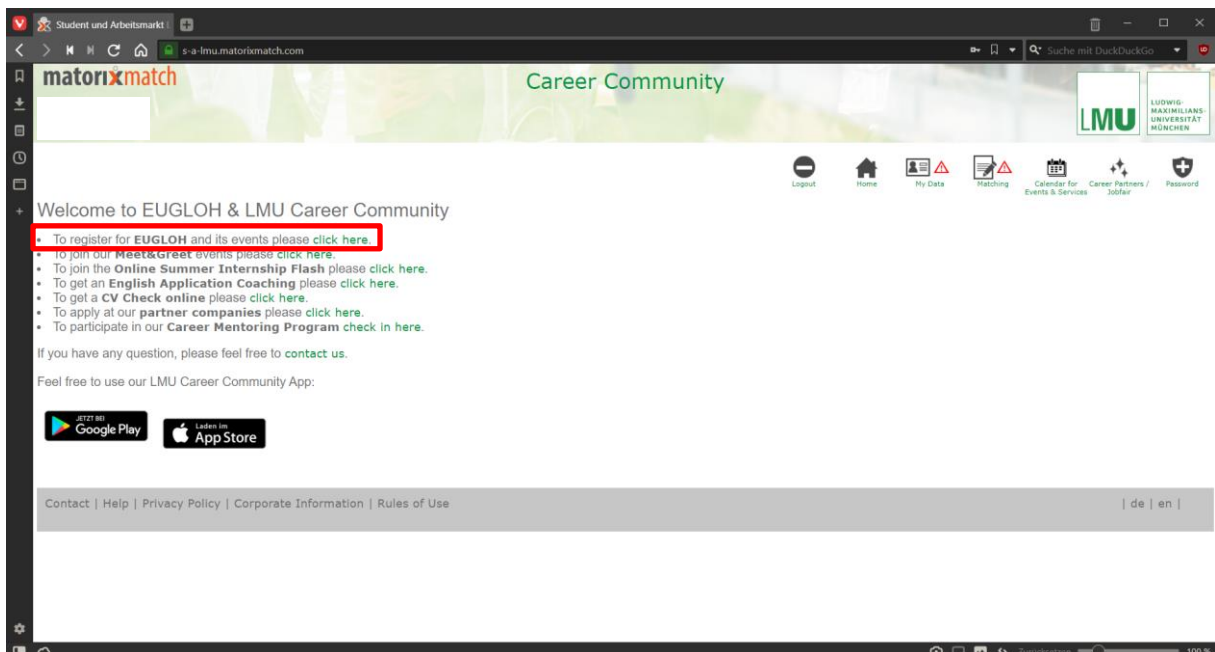 Student und Arbeitsmarkt
s-a-lmu.matorixmatch.com
Suche mit DuckDuckGo
matorixmatch
Career Community
LMU
LUDWIG-
MAXIMILIANS-
UNIVERSITÄT
MÜNCHEN
Logout
Home
My Data
Matching
Calendar for
Events & Services
Career Partners /
Jobfair
Password
Welcome to EUGLOH & LMU Career Community
• To register for EUGLOH and its events please click here.
• To join our Meet&Greet events please click here.
• To join the Online Summer Internship Flash please click here.
• To get an English Application Coaching please click here.
• To get a CV Check online please click here.
• To apply at our partner companies please click here.
• To participate in our Career Mentoring Program check in here.
If you have any question, please feel free to contact us.
Feel free to use our LMU Career Community App:
JETZT BEI
Google Play
Laden im
App Store
Contact | Help | Privacy Policy | Corporate Information | Rules of Use
| de | en |
Zurücksetzen
100 %